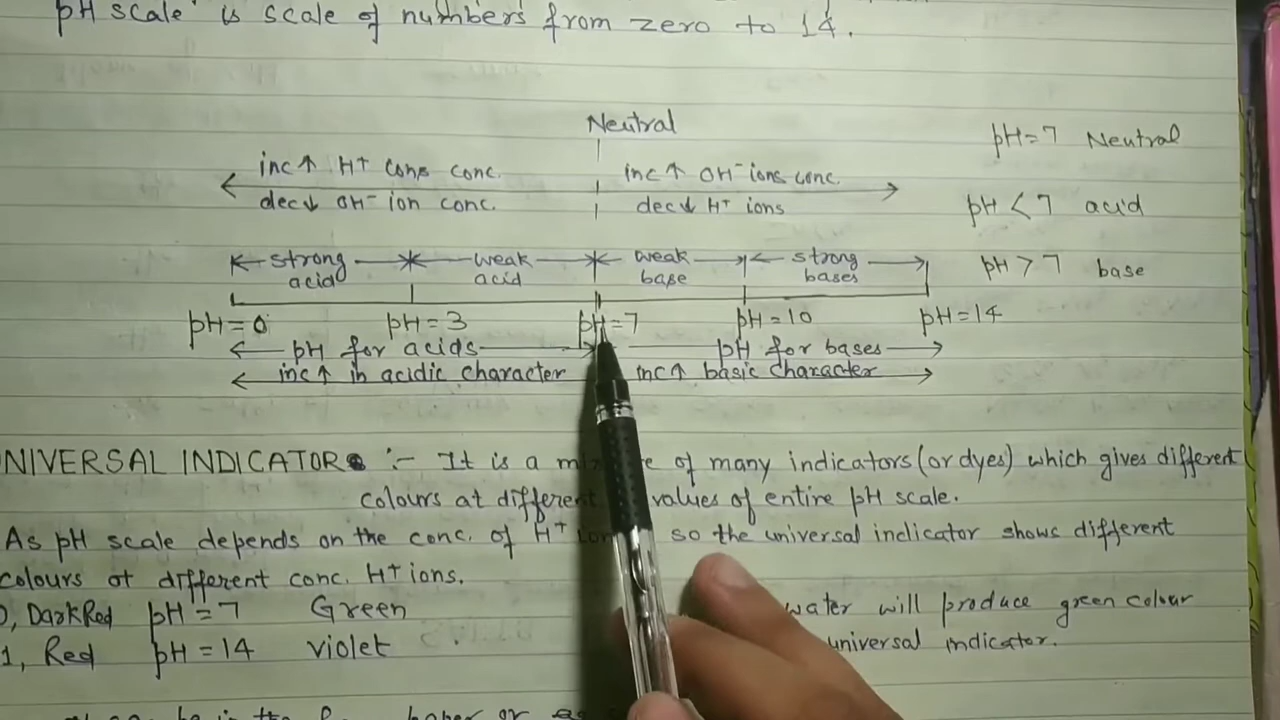 pH scale is scale of numbers from zero to 14.
Neutral
pH=7 Neutral
inc↑ H+ conc.
inc↑ OH⁻ ions conc.
dec↓ OH⁻ ion conc.
dec↓ H+ ions
pH < 7 acid
strong acid
weak acid
weak base
strong bases
pH > 7 base
pH=0
pH=3
pH=7
pH=10
pH=14
pH for acids
pH for bases
inc↑ in acidic character
inc↑ basic character
NIVERSAL INDICATOR :- It is a of many indicators (or dyes) which gives different
colours at different values of entire pH scale.
As pH scale depends on the conc. of H+ so the universal indicator shows different
colours at different conc. H+ ions.
, Dark Red pH=7 Green water will produce green colour
1, Red pH=14 violet universal indicator.